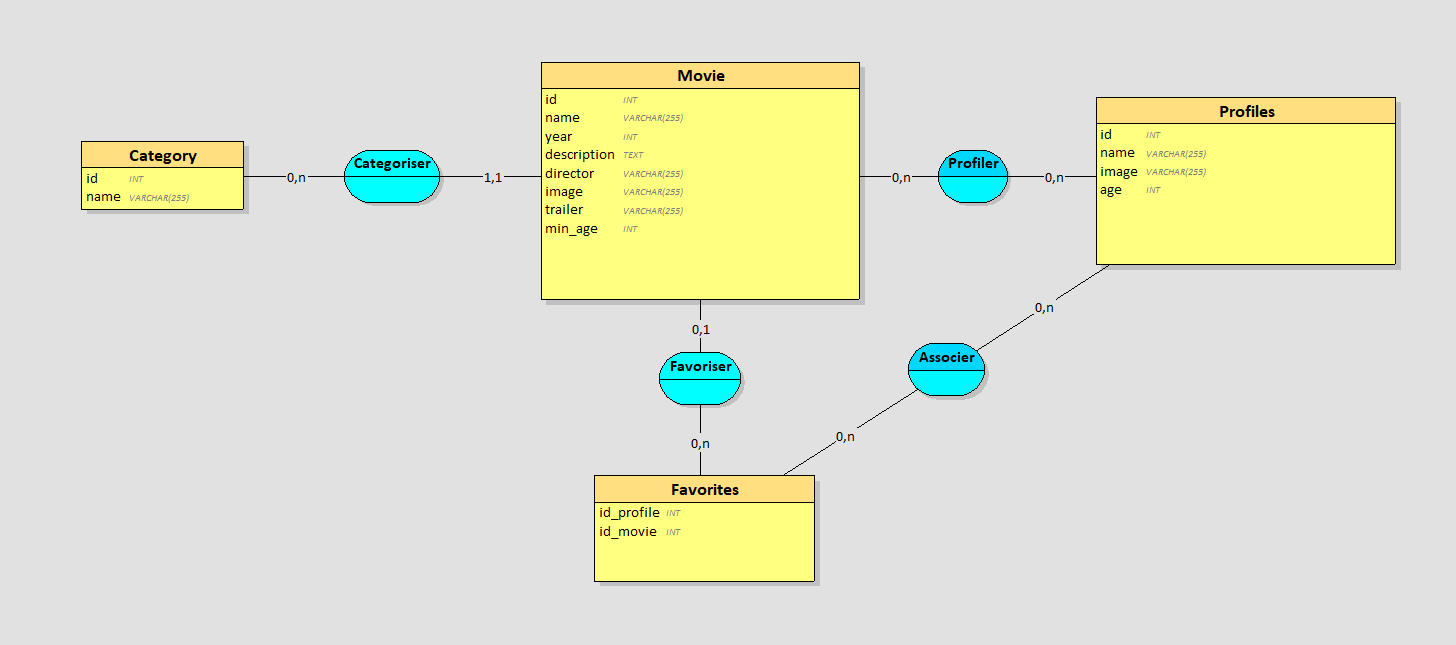 Movie
id INT
name VARCHAR(255)
year INT
description TEXT
director VARCHAR(255)
image VARCHAR(255)
trailer VARCHAR(255)
min_age INT
Profiles
id INT
name VARCHAR(255)
image VARCHAR(255)
age INT
Category
id INT
name VARCHAR(255)
0,n
Categoriser
1,1
0,n
Profiler
0,n
0,1
Favoriser
0,n
0,n
Associer
0,n
Favorites
id_profile INT
id_movie INT